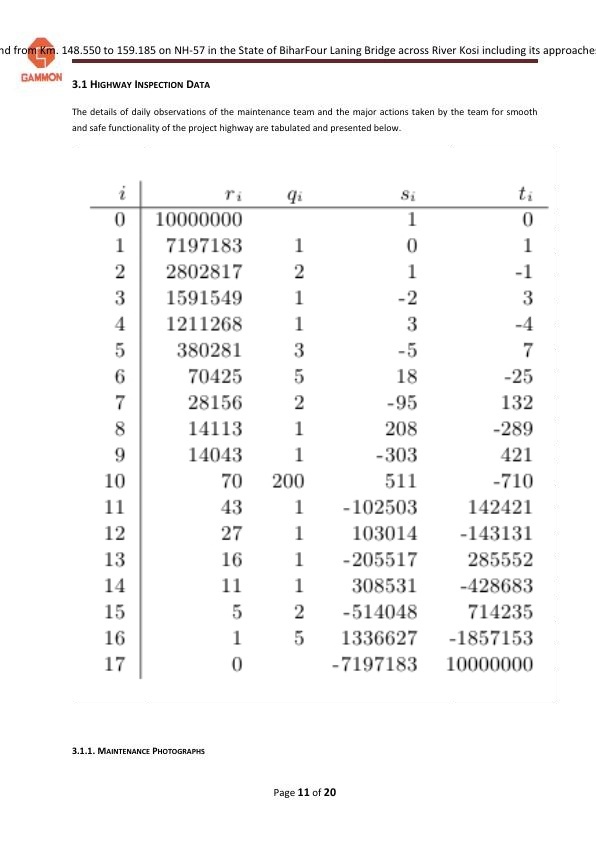 nd from Km. 148.550 to 159.185 on NH-57 in the State of BiharFour Laning Bridge across River Kosi including its approaches
GAMMON
3.1 HIGHWAY INSPECTION DATA
The details of daily observations of the maintenance team and the major actions taken by the team for smooth
and safe functionality of the project highway are tabulated and presented below.
i ri qi si ti
0 10000000 1 0
1 7197183 1 0 1
2 2802817 2 1 -1
3 1591549 1 -2 3
4 1211268 1 3 -4
5 380281 3 -5 7
6 70425 5 18 -25
7 28156 2 -95 132
8 14113 1 208 -289
9 14043 1 -303 421
10 70 200 511 -710
11 43 1 -102503 142421
12 27 1 103014 -143131
13 16 1 -205517 285552
14 11 1 308531 -428683
15 5 2 -514048 714235
16 1 5 1336627 -1857153
17 0 -7197183 10000000
3.1.1. MAINTENANCE PHOTOGRAPHS
Page 11 of 20